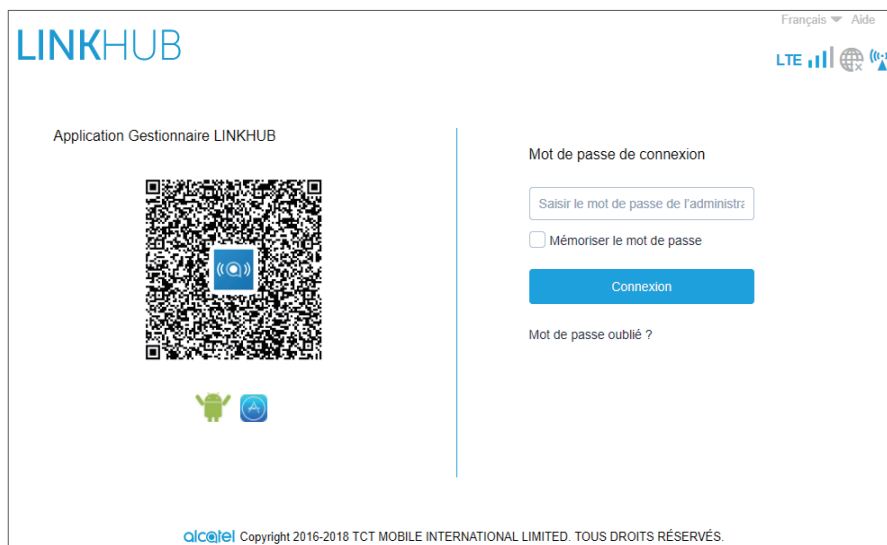 Français Aide
LINKHUB
LTE
Application Gestionnaire LINKHUB
Mot de passe de connexion
Saisir le mot de passe de l'administra
Mémoriser le mot de passe
Connexion
Mot de passe oublié ?
alcatel Copyright 2016-2018 TCT MOBILE INTERNATIONAL LIMITED. TOUS DROITS RÉSERVÉS.